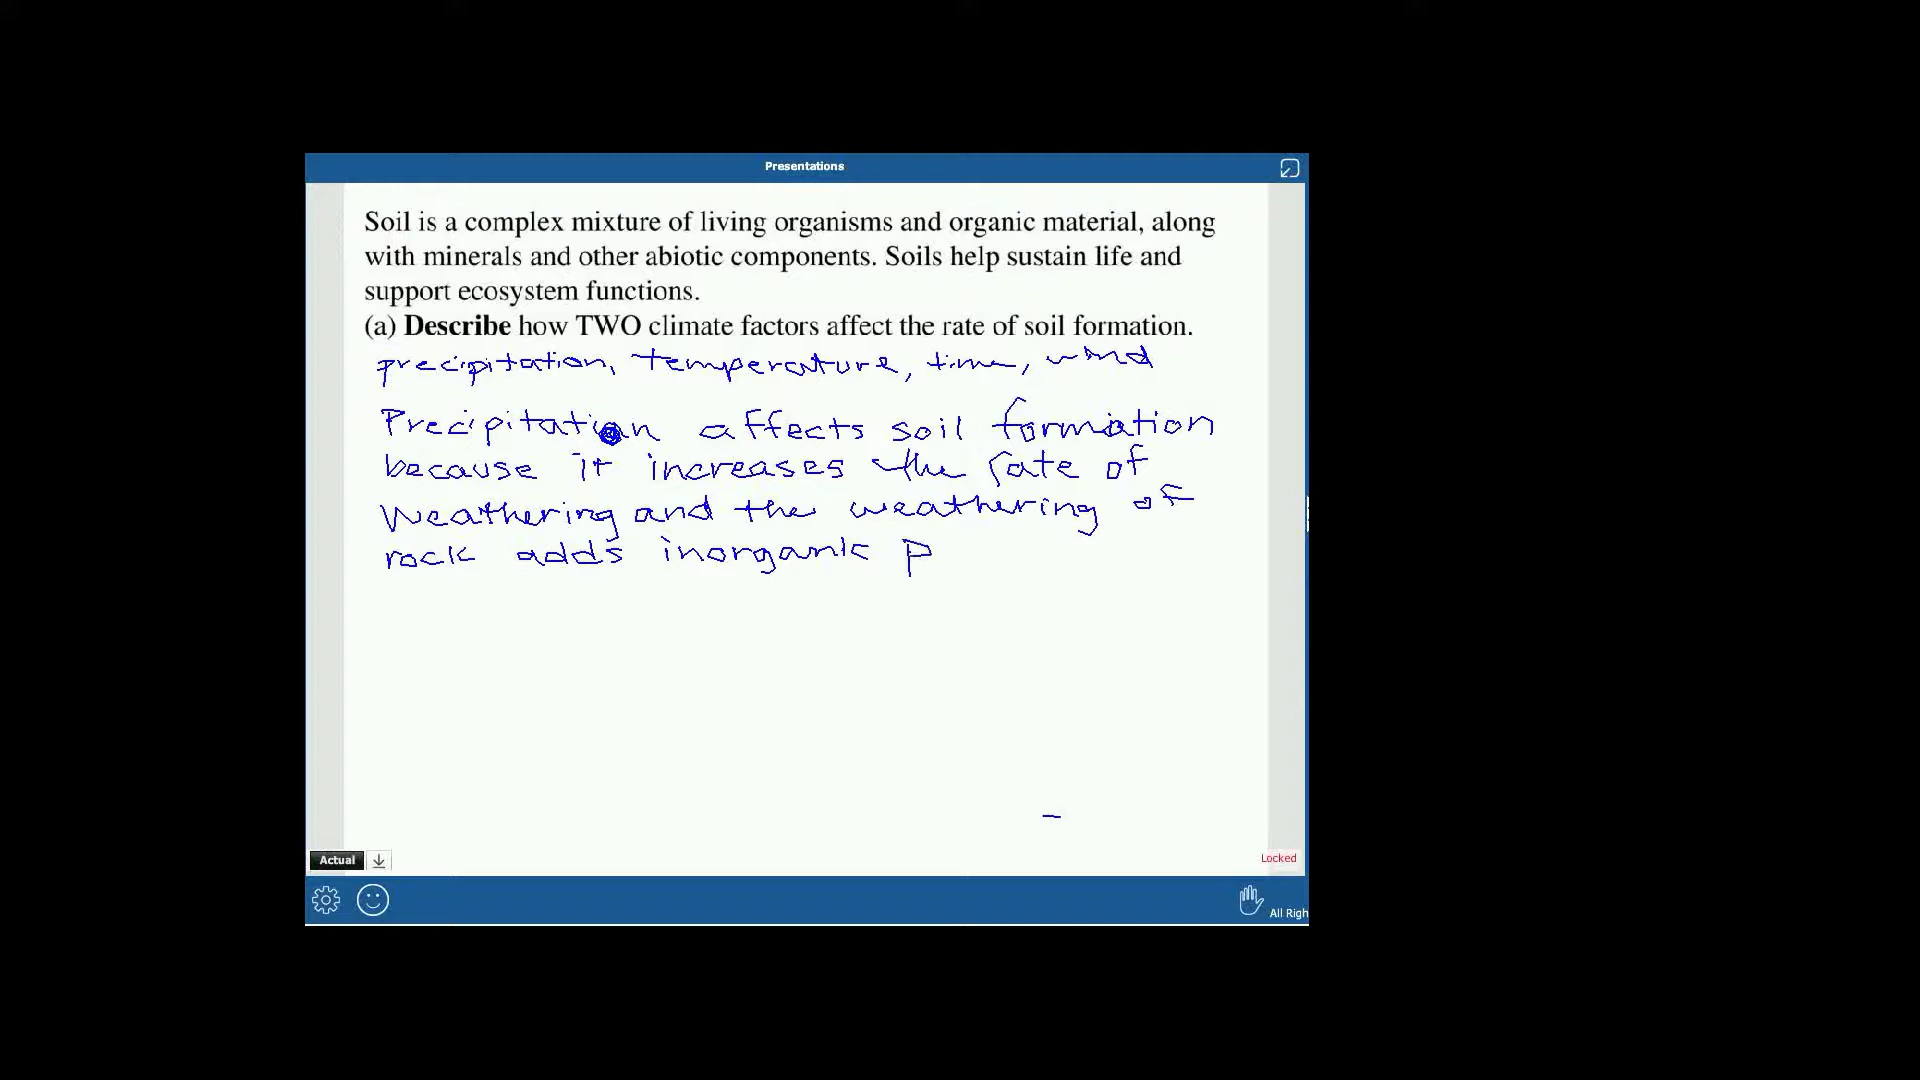 Presentations
Soil is a complex mixture of living organisms and organic material, along
with minerals and other abiotic components. Soils help sustain life and
support ecosystem functions.
(a) Describe how TWO climate factors affect the rate of soil formation.
precipitation, temperature, time, wind
Precipitation affects soil formation
because it increases the rate of
weathering and the weathering of
rock adds inorganic p
Actual
Locked
All Righ